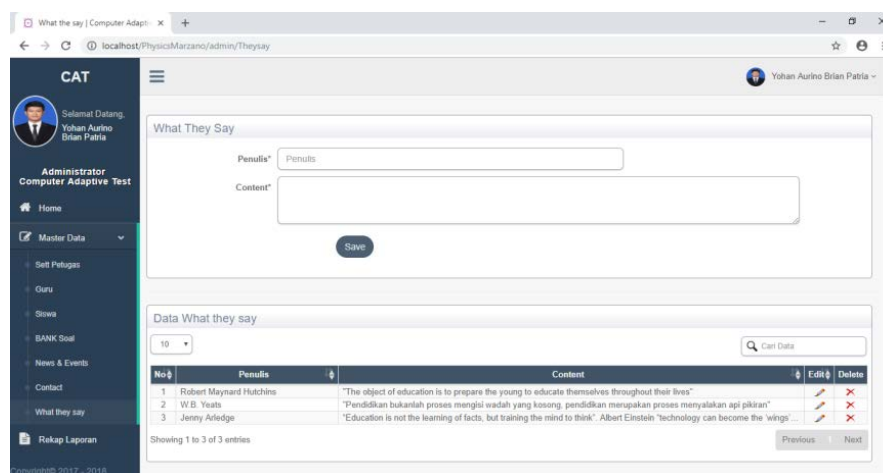 What the say | Computer Adapti
localhost/PhysicsMarzano/admin/Theysay
CAT
Selamat Datang,
Yohan Aurino
Brian Patria
Administrator
Computer Adaptive Test
Home
Master Data
Sett Petugas
Guru
Siswa
BANK Soal
News & Events
Contact
What they say
Rekap Laporan
Copyright© 2017 - 2018
Yohan Aurino Brian Patria
What They Say
Penulis* Penulis
Content*
Save
Data What they say
10 Cari Data
No Penulis Content Edit Delete
1 Robert Maynard Hutchins "The object of education is to prepare the young to educate themselves throughout their lives"
2 W.B. Yeats "Pendidikan bukanlah proses mengisi wadah yang kosong, pendidikan merupakan proses menyalakan api pikiran"
3 Jenny Arledge "Education is not the learning of facts, but training the mind to think". Albert Einstein "technology can become the 'wings'...
Showing 1 to 3 of 3 entries Previous 1 Next